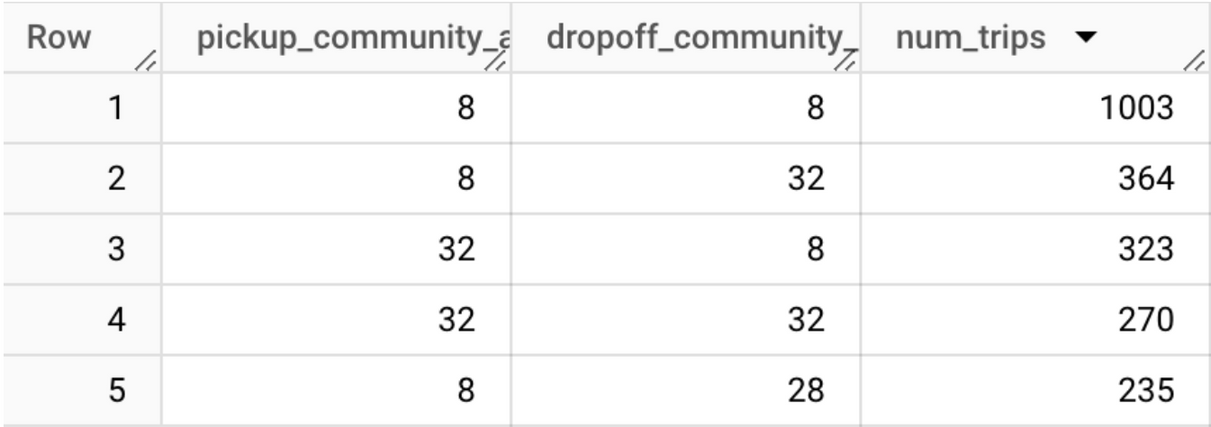 Row pickup_community_a dropoff_community_ num_trips
1 8 8 1003
2 8 32 364
3 32 8 323
4 32 32 270
5 8 28 235